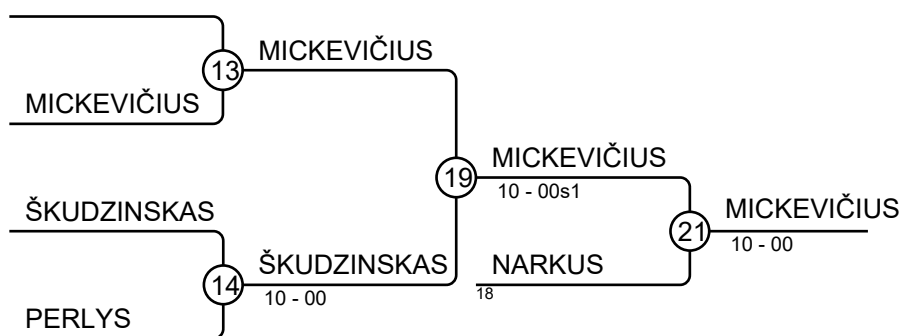 MICKEVIČIUS
13
MICKEVIČIUS
MICKEVIČIUS
19
10 - 00s1
ŠKUDZINSKAS
MICKEVIČIUS
21
10 - 00
ŠKUDZINSKAS
NARKUS
14
10 - 00
18
PERLYS